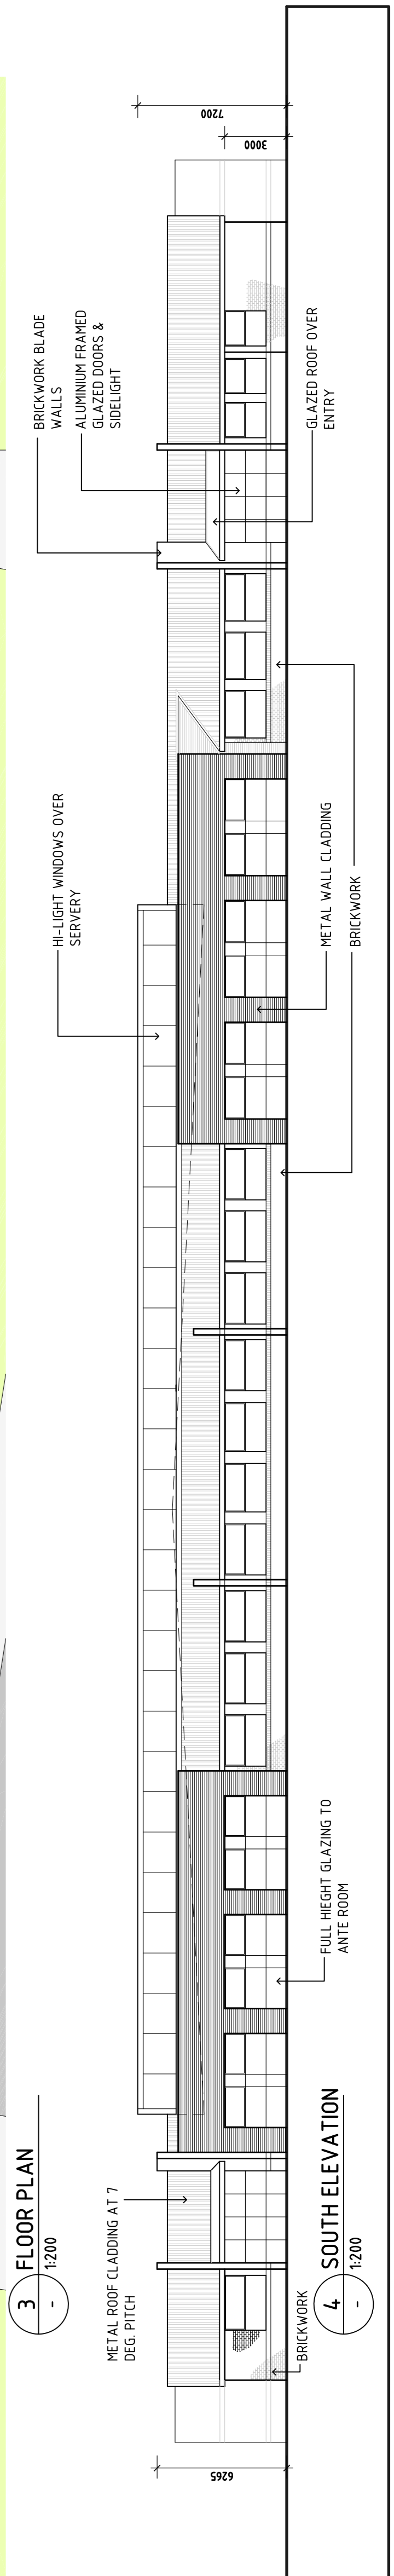 3
-
FLOOR PLAN
1:200
METAL ROOF CLADDING AT 7
DEG. PITCH
HI-LIGHT WINDOWS OVER
SERVERY
BRICKWORK BLADE
WALLS
ALUMINIUM FRAMED
GLAZED DOORS &
SIDELIGHT
6265
7200
3000
BRICKWORK
FULL HIEGHT GLAZING TO
ANTE ROOM
METAL WALL CLADDING
BRICKWORK
GLAZED ROOF OVER
ENTRY
4
-
SOUTH ELEVATION
1:200